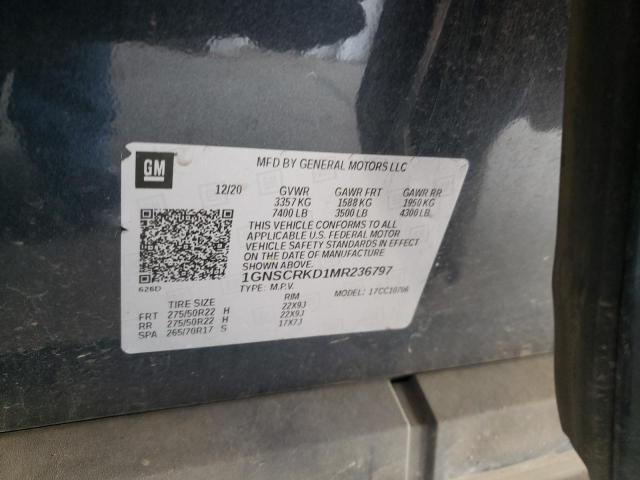 GM
MFD BY GENERAL MOTORS LLC
12/20 GVWR GAWR FRT GAWR RR
3357 KG 1588 KG 1950 KG
7400 LB 3500 LB 4300 LB
THIS VEHICLE CONFORMS TO ALL
APPLICABLE U.S. FEDERAL MOTOR
VEHICLE SAFETY STANDARDS IN EFFECT
ON THE DATE OF MANUFACTURE
SHOWN ABOVE.
1GNSCRKD1MR236797
626D
TYPE: M.P.V. MODEL: 17CC10706
TIRE SIZE RIM
FRT 275/50R22 H 22X9J
RR 275/50R22 H 22X9J
SPA 265/70R17 S 17X7J